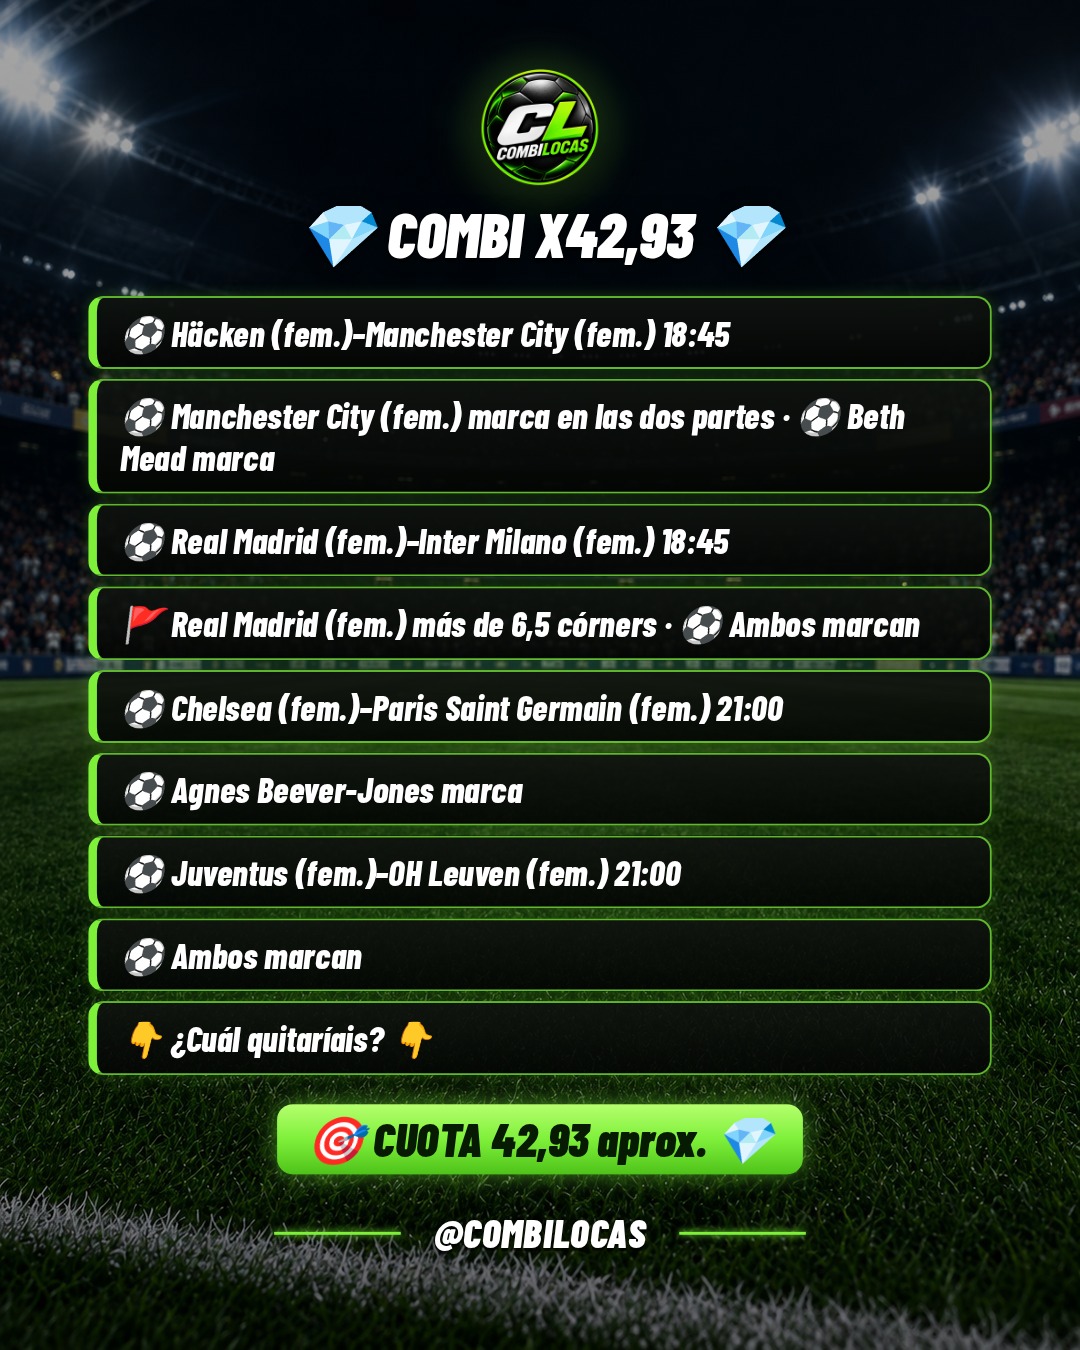 CL
COMBILOCAS
💎 COMBI X42,93 💎
⚽ Häcken (fem.)-Manchester City (fem.) 18:45
⚽ Manchester City (fem.) marca en las dos partes · ⚽ Beth
Mead marca
⚽ Real Madrid (fem.)-Inter Milano (fem.) 18:45
🚩 Real Madrid (fem.) más de 6,5 córners · ⚽ Ambos marcan
⚽ Chelsea (fem.)-Paris Saint Germain (fem.) 21:00
⚽ Agnes Beever-Jones marca
⚽ Juventus (fem.)-OH Leuven (fem.) 21:00
⚽ Ambos marcan
👇 ¿Cuál quitaríais? 👇
🎯 CUOTA 42,93 aprox. 💎
@COMBILOCAS